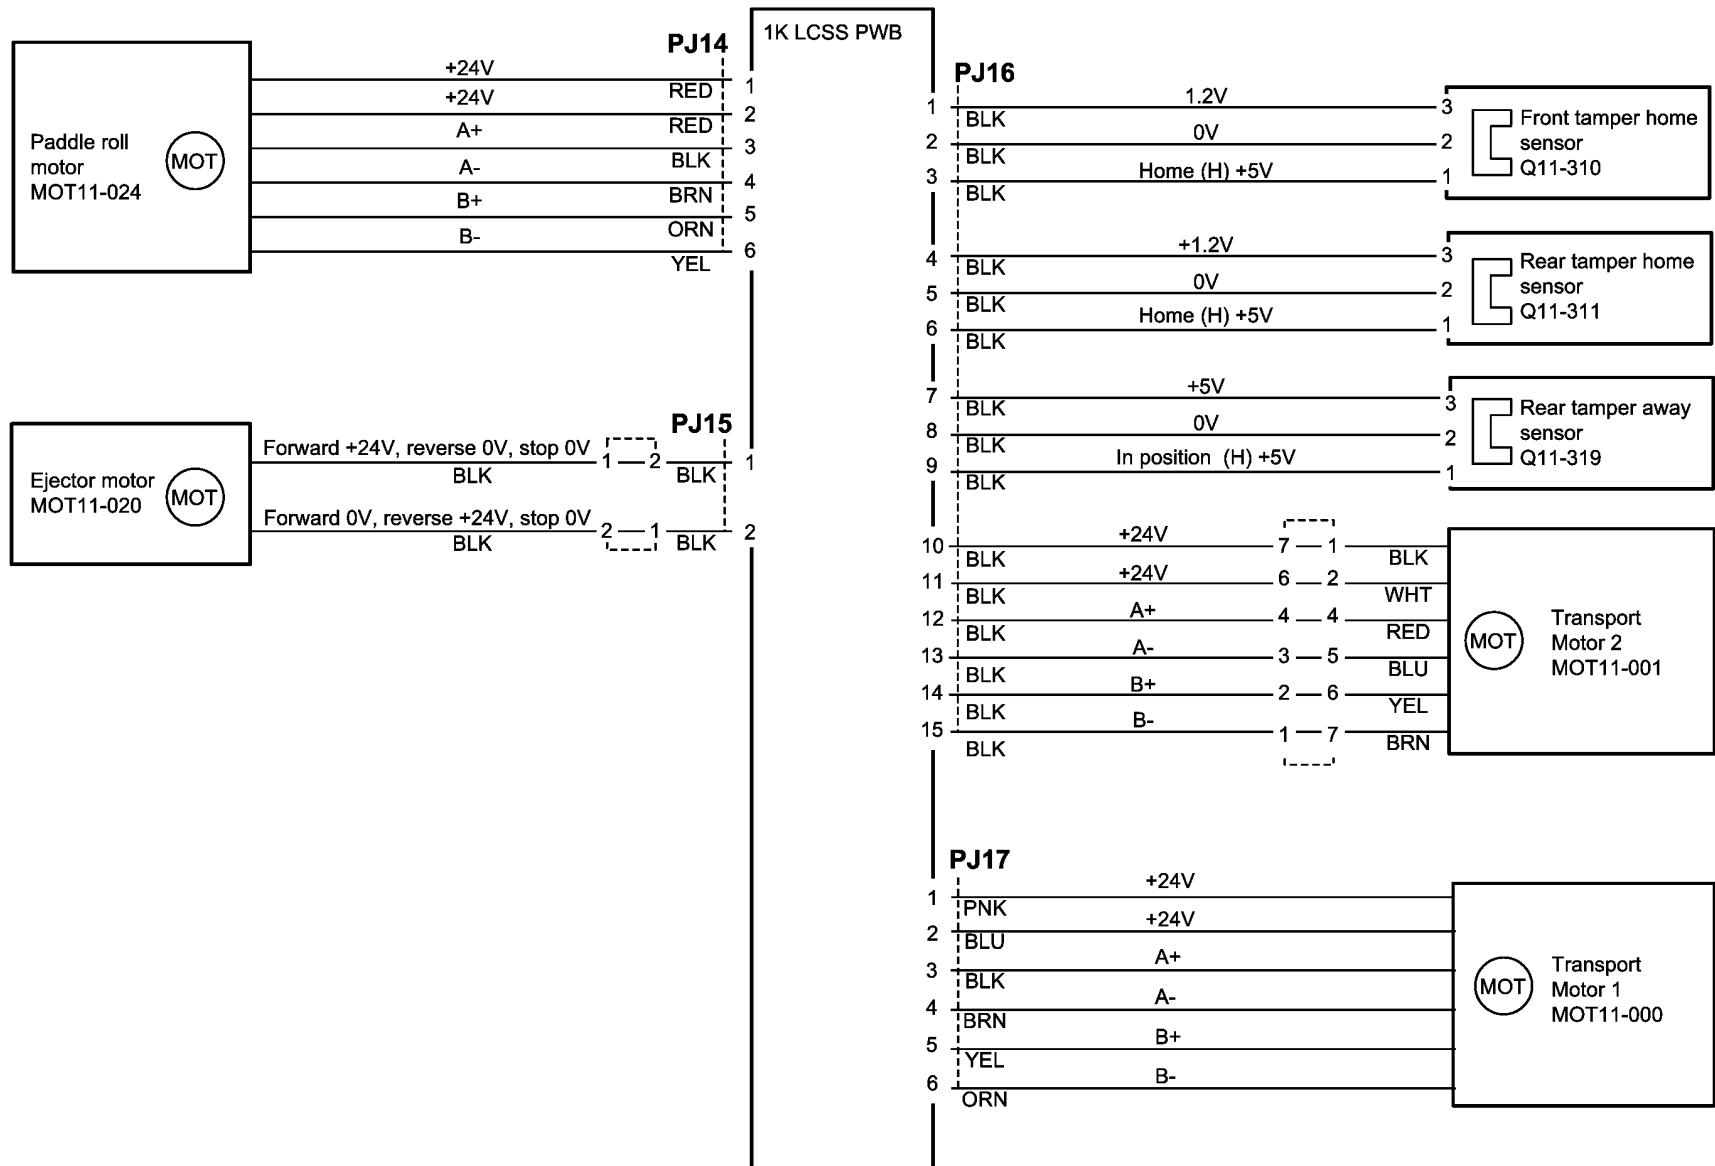 1K LCSS PWB
PJ14
Paddle roll
motor
MOT11-024
MOT
+24V
RED
1
+24V
RED
2
A+
BLK
3
A-
BRN
4
B+
ORN
5
B-
YEL
6
PJ15
Ejector motor
MOT11-020
MOT
Forward +24V, reverse 0V, stop 0V
BLK
1 2
BLK
1
Forward 0V, reverse +24V, stop 0V
BLK
2 1
BLK
2
PJ16
1 BLK 1.2V 3
2 BLK 0V 2
3 BLK Home (H) +5V 1
Front tamper home
sensor
Q11-310
4 BLK +1.2V 3
5 BLK 0V 2
6 BLK Home (H) +5V 1
Rear tamper home
sensor
Q11-311
7 BLK +5V 3
8 BLK 0V 2
9 BLK In position (H) +5V 1
Rear tamper away
sensor
Q11-319
10 BLK +24V 7 1 BLK
11 BLK +24V 6 2 WHT
12 BLK A+ 4 4 RED
13 BLK A- 3 5 BLU
14 BLK B+ 2 6 YEL
15 BLK B- 1 7 BRN
MOT
Transport
Motor 2
MOT11-001
PJ17
1 PNK +24V
2 BLU +24V
3 BLK A+
4 BRN A-
5 YEL B+
6 ORN B-
MOT
Transport
Motor 1
MOT11-000